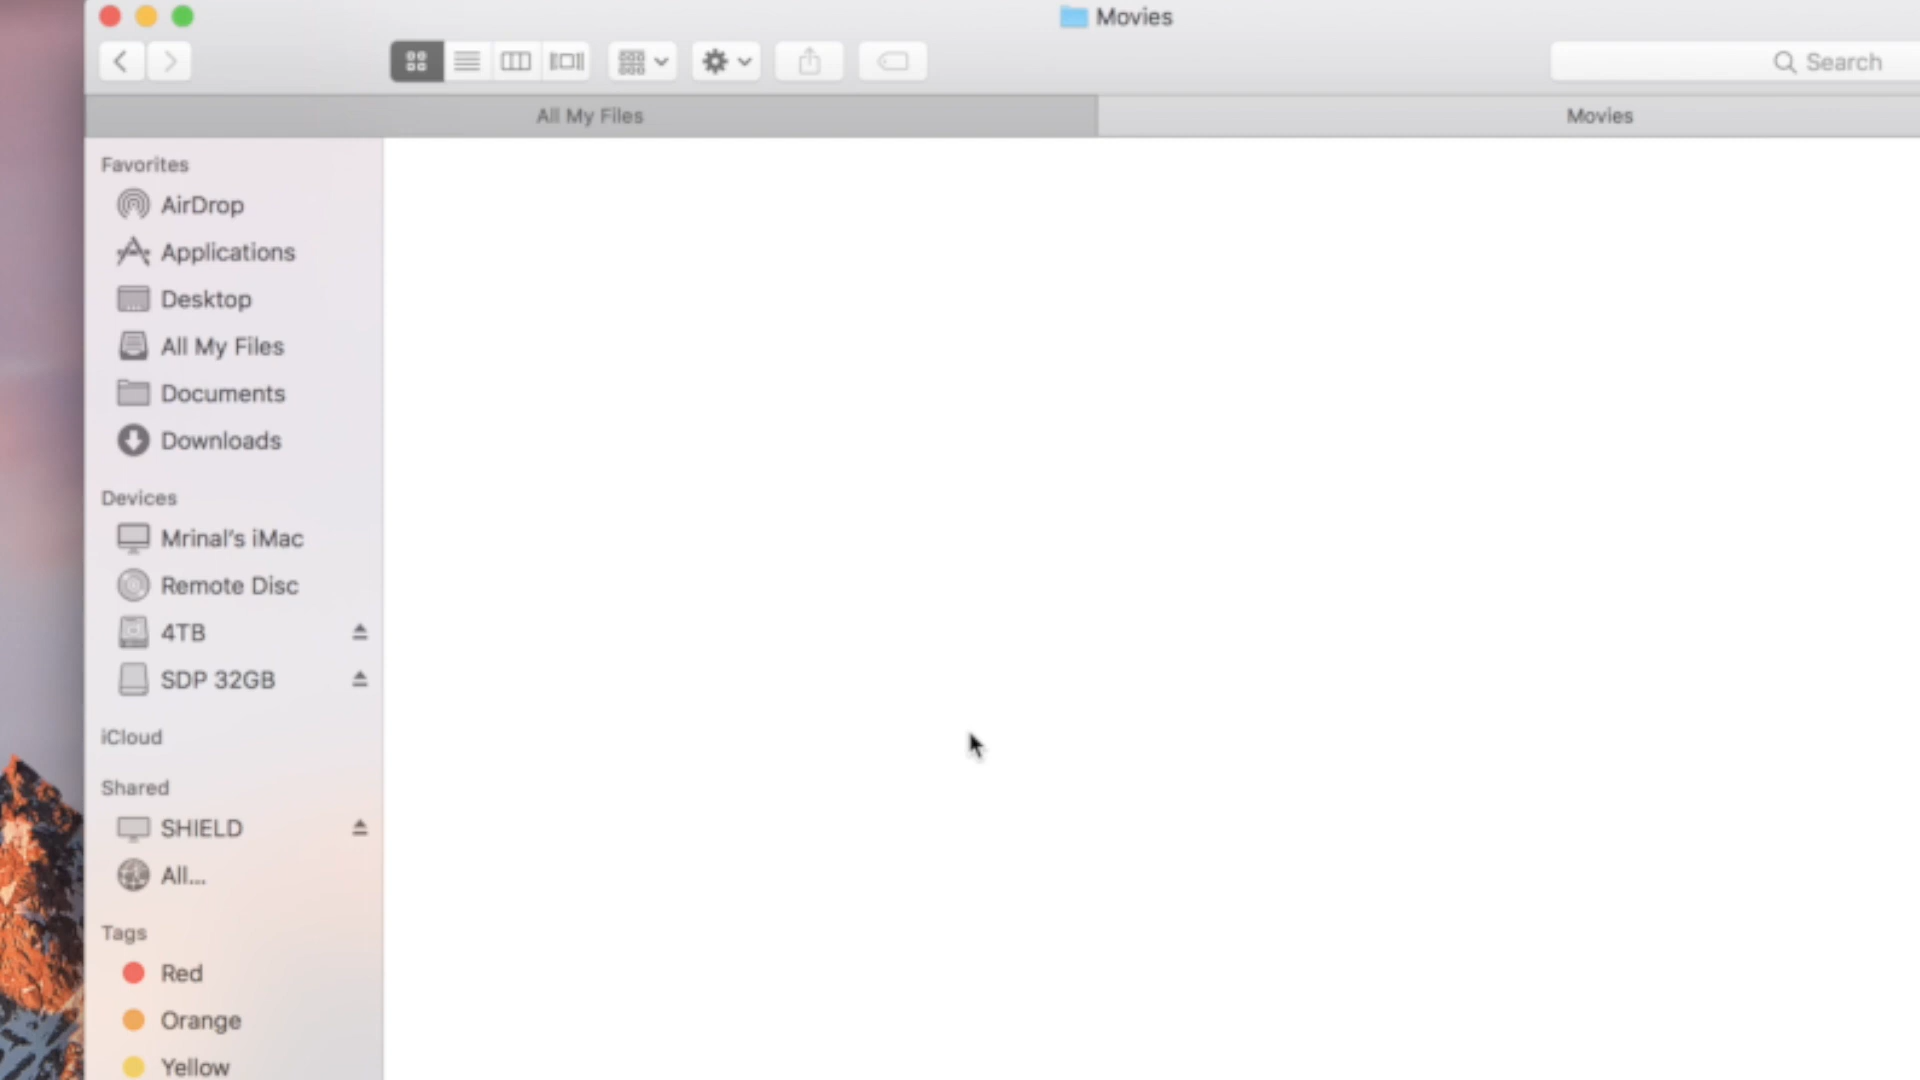 Movies
Search
All My Files
Movies
Favorites
AirDrop
Applications
Desktop
All My Files
Documents
Downloads
Devices
Mrinal's iMac
Remote Disc
4TB
SDP 32GB
iCloud
Shared
SHIELD
All...
Tags
Red
Orange
Yellow